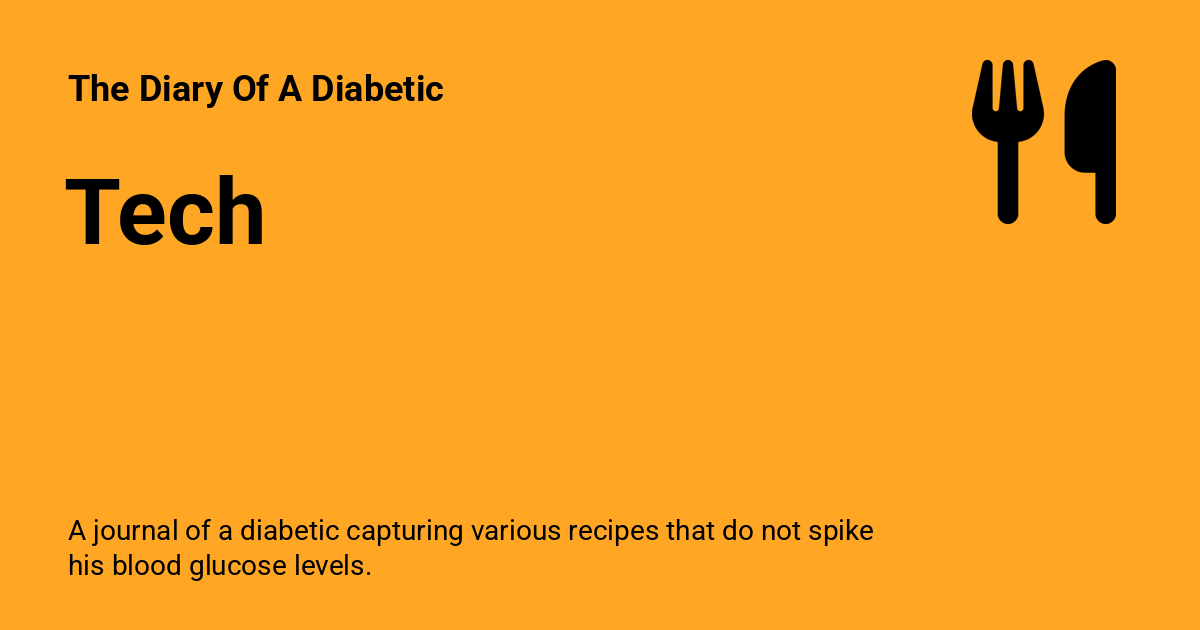 The Diary Of A Diabetic
Tech
A journal of a diabetic capturing various recipes that do not spike
his blood glucose levels.